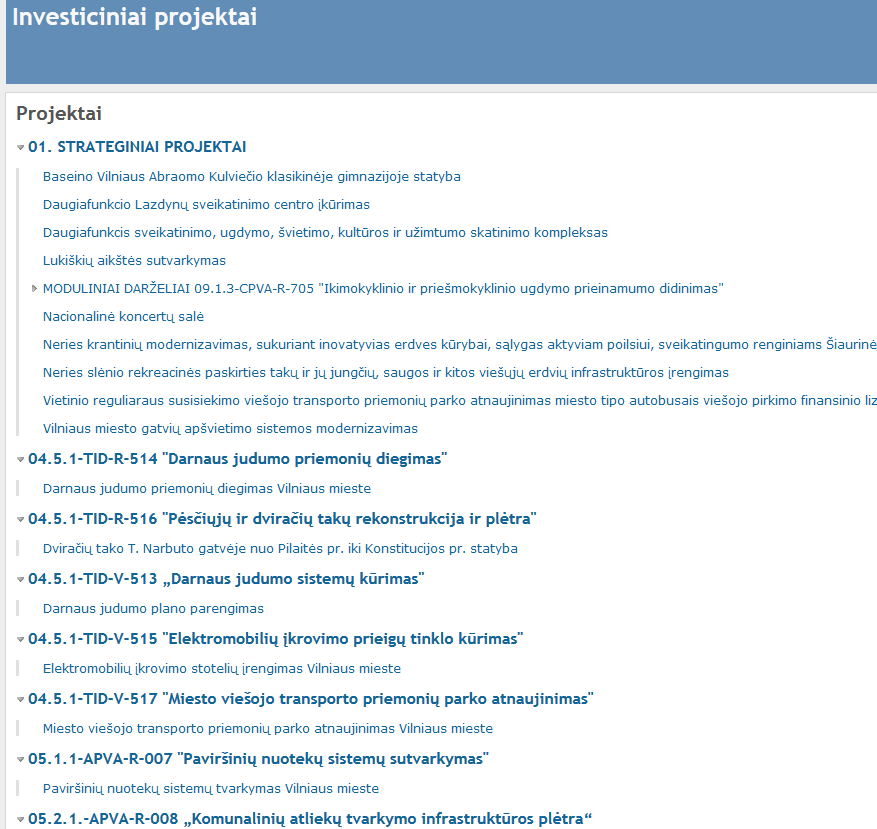 Investiciniai projektai
Projektai
01. STRATEGINIAI PROJEKTAI
Baseino Vilniaus Abraomo Kulviečio klasikinėje gimnazijoje statyba
Daugiafunkcio Lazdynų sveikatinimo centro įkūrimas
Daugiafunkcis sveikatinimo, ugdymo, švietimo, kultūros ir užimtumo skatinimo kompleksas
Lukiškių aikštės sutvarkymas
MODULINIAI DARŽELIAI 09.1.3-CPVA-R-705 "Ikimokyklinio ir priešmokyklinio ugdymo prieinamumo didinimas"
Nacionalinė koncertų salė
Neries krantinių modernizavimas, sukuriant inovatyvias erdves kūrybai, sąlygas aktyviam poilsiui, sveikatingumo renginiams Šiaurinė
Neries slėnio rekreacinės paskirties takų ir jų jungčių, saugos ir kitos viešųjų erdvių infrastruktūros įrengimas
Vietinio reguliaraus susisiekimo viešojo transporto priemonių parko atnaujinimas miesto tipo autobusais viešojo pirkimo finansinio liz
Vilniaus miesto gatvių apšvietimo sistemos modernizavimas
04.5.1-TID-R-514 "Darnaus judumo priemonių diegimas"
Darnaus judumo priemonių diegimas Vilniaus mieste
04.5.1-TID-R-516 "Pėsčiųjų ir dviračių takų rekonstrukcija ir plėtra"
Dviračių tako T. Narbuto gatvėje nuo Pilaitės pr. iki Konstitucijos pr. statyba
04.5.1-TID-V-513 „Darnaus judumo sistemų kūrimas"
Darnaus judumo plano parengimas
04.5.1-TID-V-515 "Elektromobilių įkrovimo prieigų tinklo kūrimas"
Elektromobilių įkrovimo stotelių įrengimas Vilniaus mieste
04.5.1-TID-V-517 "Miesto viešojo transporto priemonių parko atnaujinimas"
Miesto viešojo transporto priemonių parko atnaujinimas Vilniaus mieste
05.1.1-APVA-R-007 "Paviršinių nuotekų sistemų sutvarkymas"
Paviršinių nuotekų sistemų tvarkymas Vilniaus mieste
05.2.1.-APVA-R-008 „Komunalinių atliekų tvarkymo infrastruktūros plėtra“